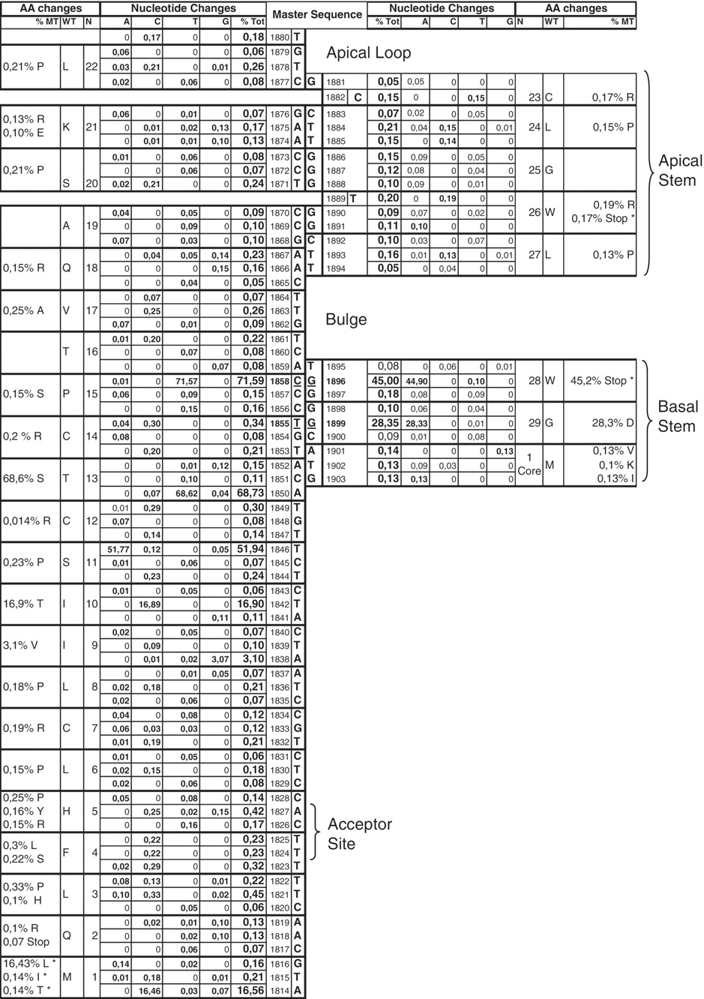 AA changes Nucleotide Changes Master Sequence Nucleotide Changes AA changes
% MT WT N A C T G % Tot % Tot A C T G N WT % MT
0 0,17 0 0 0,18 1880 T
0,06 0 0 0 0,06 1879 G
Apical Loop
0,21% P L 22 0,03 0,21 0 0,01 0,26 1878 T
0,02 0 0,06 0 0,08 1877 C G 1881 0,05 0,05 0 0 0
1882 C 0,15 0 0 0,15 0 23 C 0,17% R
0,13% R 0,06 0 0,01 0 0,07 1876 G C 1883 0,07 0,02 0 0,05 0
0,10% E K 21 0 0,01 0,02 0,13 0,17 1875 A T 1884 0,21 0,04 0,15 0 0,01 24 L 0,15% P
0 0,01 0,01 0,10 0,13 1874 A T 1885 0,15 0 0,14 0 0
0,01 0 0,06 0 0,08 1873 C G 1886 0,15 0,09 0 0,05 0
0,21% P 0 0 0,06 0 0,07 1872 C G 1887 0,12 0,08 0 0,04 0 25 G
S 20 0,02 0,21 0 0 0,24 1871 T G 1888 0,10 0,09 0 0,01 0
Apical
Stem
1889 T 0,20 0 0,19 0 0
0,04 0 0,05 0 0,09 1870 C G 1890 0,09 0,07 0 0,02 0 26 W 0,19% R
A 19 0 0 0,09 0 0,10 1869 C G 1891 0,11 0,10 0 0 0 0,17% Stop *
0,07 0 0,03 0 0,10 1868 G C 1892 0,10 0,03 0 0,07 0
0 0,04 0,05 0,14 0,23 1867 A T 1893 0,16 0,01 0,13 0 0,01 27 L 0,13% P
0,15% R Q 18 0 0 0 0,15 0,16 1866 A T 1894 0,05 0 0,04 0 0
0 0 0,04 0 0,05 1865 C
0 0,07 0 0 0,07 1864 T
0,25% A V 17 0 0,25 0 0 0,26 1863 T
Bulge
0,07 0 0,01 0 0,09 1862 G
0,01 0,20 0 0 0,22 1861 T
T 16 0 0 0,07 0 0,08 1860 C
0 0 0 0,07 0,08 1859 A T 1895 0,08 0 0,06 0 0,01
0,01 0 71,57 0 71,59 1858 C G 1896 45,00 44,90 0 0,10 0 28 W 45,2% Stop *
0,15% S P 15 0,06 0 0,09 0 0,15 1857 C G 1897 0,18 0,08 0 0,09 0
0 0 0,15 0 0,16 1856 C G 1898 0,10 0,06 0 0,04 0
0,04 0,30 0 0 0,34 1855 T G 1899 28,35 28,33 0 0,01 0 29 G 28,3% D
0,2 % R C 14 0,08 0 0 0 0,08 1854 G C 1900 0,09 0,01 0 0,08 0
Basal
Stem
0 0,20 0 0 0,21 1853 T A 1901 0,14 0 0 0 0,13 0,13% V
0 0 0,01 0,12 0,15 1852 A T 1902 0,13 0,09 0,03 0 0 1 Core M 0,1% K
68,6% S T 13 0 0 0,10 0 0,11 1851 C G 1903 0,13 0,13 0 0 0 0,13% I
0 0,07 68,62 0,04 68,73 1850 A
0,01 0,29 0 0 0,30 1849 T
0,014% R C 12 0,07 0 0 0 0,08 1848 G
0 0,14 0 0 0,14 1847 T
51,77 0,12 0 0,05 51,94 1846 T
0,23% P S 11 0,01 0 0,06 0 0,07 1845 C
0 0,23 0 0 0,24 1844 T
0,01 0 0,05 0 0,06 1843 C
16,9% T I 10 0 16,89 0 0 16,90 1842 T
0 0 0 0,11 0,11 1841 A
0,02 0 0,05 0 0,07 1840 C
3,1% V I 9 0 0,09 0 0 0,10 1839 T
0 0,01 0,02 3,07 3,10 1838 A
0 0 0,01 0,05 0,07 1837 A
0,18% P L 8 0,02 0,18 0 0 0,21 1836 T
0,02 0 0,06 0 0,07 1835 C
0,04 0 0,08 0 0,12 1834 C
0,19% R C 7 0,06 0,03 0,03 0 0,12 1833 G
0,01 0,19 0 0 0,21 1832 T
0,01 0 0,05 0 0,06 1831 C
0,15% P L 6 0,02 0,15 0 0 0,18 1830 T
0,02 0 0,06 0 0,08 1829 C
0,25% P 0,05 0 0,08 0 0,14 1828 C
0,16% Y H 5 0 0,25 0,02 0,15 0,42 1827 A
0,15% R 0 0 0,16 0 0,17 1826 C
Acceptor
Site
0,3% L 0 0,22 0 0 0,23 1825 T
0,22% S F 4 0 0,22 0 0 0,23 1824 T
0,02 0,29 0 0 0,32 1823 T
0,33% P 0,08 0,13 0 0,01 0,22 1822 T
0,1% H L 3 0,10 0,33 0 0,02 0,45 1821 T
0 0 0,05 0 0,06 1820 C
0,1% R 0 0,02 0,01 0,10 0,13 1819 A
0,07 Stop Q 2 0 0 0,02 0,10 0,13 1818 A
0 0 0,06 0 0,07 1817 C
16,43% L * 0,14 0 0,02 0 0,16 1816 G
0,14% I * M 1 0,01 0,18 0 0,01 0,21 1815 T
0,14% T * 0 16,46 0,03 0,07 16,56 1814 A